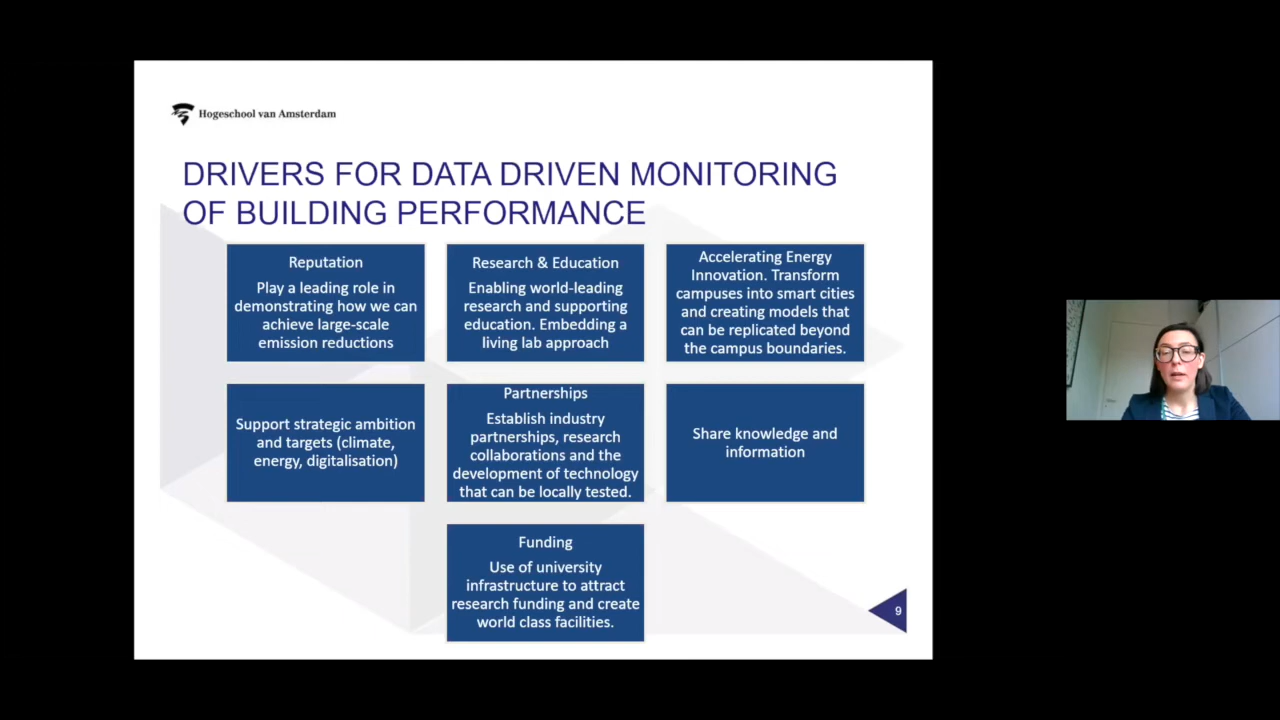 Hogeschool van Amsterdam
DRIVERS FOR DATA DRIVEN MONITORING
OF BUILDING PERFORMANCE
Reputation
Play a leading role in
demonstrating how we can
achieve large-scale
emission reductions
Research & Education
Enabling world-leading
research and supporting
education. Embedding a
living lab approach
Accelerating Energy
Innovation. Transform
campuses into smart cities
and creating models that
can be replicated beyond
the campus boundaries.
Support strategic ambition
and targets (climate,
energy, digitalisation)
Partnerships
Establish industry
partnerships, research
collaborations and the
development of technology
that can be locally tested.
Share knowledge and
information
Funding
Use of university
infrastructure to attract
research funding and create
world class facilities.
9